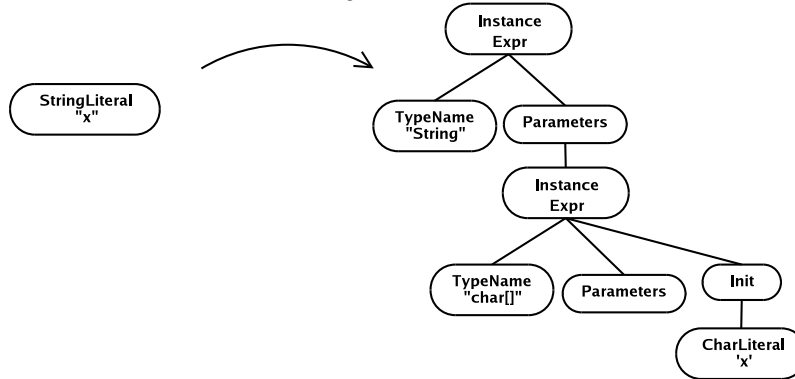 Instance
Expr
StringLiteral
"x"
TypeName
"String"
Parameters
Instance
Expr
TypeName
"char[]"
Parameters
Init
CharLiteral
'x'